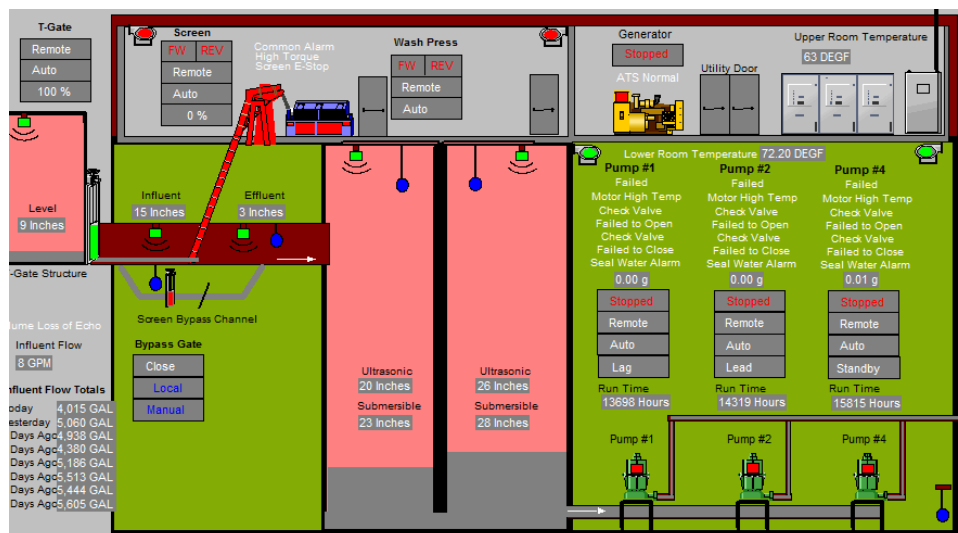 T-Gate
Remote
Auto
100 %
Screen
FW REV
Remote
Auto
0 %
Common Alarm
High Torque
Screen E-Stop
Wash Press
FW REV
Remote
Auto
Generator
Stopped
ATS Normal
Utility Door
Upper Room Temperature
63 DEGF
Level
9 Inches
Influent
15 Inches
Effluent
3 Inches
T-Gate Structure
Screen Bypass Channel
lume Loss of Echo
Influent Flow
8 GPM
Bypass Gate
Close
Local
Manual
nfluent Flow Totals
oday 4,015 GAL
esterday 5,060 GAL
Days Ago 4,938 GAL
Days Ago 4,380 GAL
Days Ago 5,186 GAL
Days Ago 5,513 GAL
Days Ago 5,444 GAL
Days Ago 5,605 GAL
Ultrasonic
20 Inches
Submersible
23 Inches
Ultrasonic
26 Inches
Submersible
28 Inches
Lower Room Temperature 72.20 DEGF
Pump #1
Failed
Motor High Temp
Check Valve
Failed to Open
Check Valve
Failed to Close
Seal Water Alarm
0.00 g
Stopped
Remote
Auto
Lag
Run Time
13698 Hours
Pump #2
Failed
Motor High Temp
Check Valve
Failed to Open
Check Valve
Failed to Close
Seal Water Alarm
0.00 g
Stopped
Remote
Auto
Lead
Run Time
14319 Hours
Pump #4
Failed
Motor High Temp
Check Valve
Failed to Open
Check Valve
Failed to Close
Seal Water Alarm
0.01 g
Stopped
Remote
Auto
Standby
Run Time
15815 Hours
Pump #1
Pump #2
Pump #4